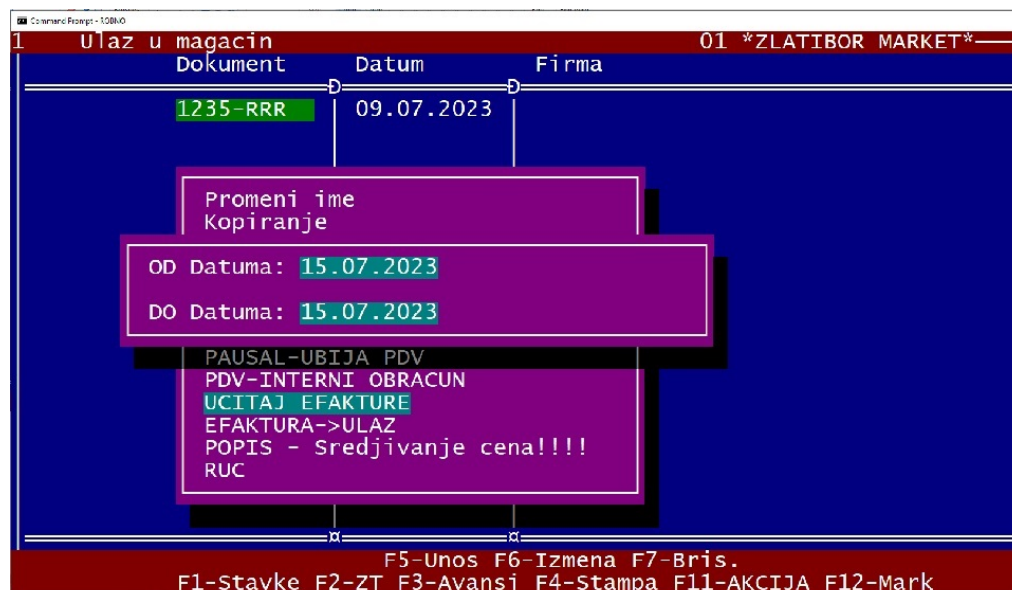 Command Prompt - ROBNO
1 Ulaz u magacin 01 *ZLATIBOR MARKET*
Dokument Datum Firma
1235-RRR 09.07.2023
Promeni ime
Kopiranje
OD Datuma: 15.07.2023
DO Datuma: 15.07.2023
PAUSAL-UBIJA PDV
PDV-INTERNI OBRACUN
UCITAJ EFAKTURE
EFAKTURA->ULAZ
POPIS - Sredjivanje cena!!!!
RUC
F5-Unos F6-Izmena F7-Bris.
F1-Stavke F2-ZT F3-Avansi F4-Stampa F11-AKCIJA F12-Mark